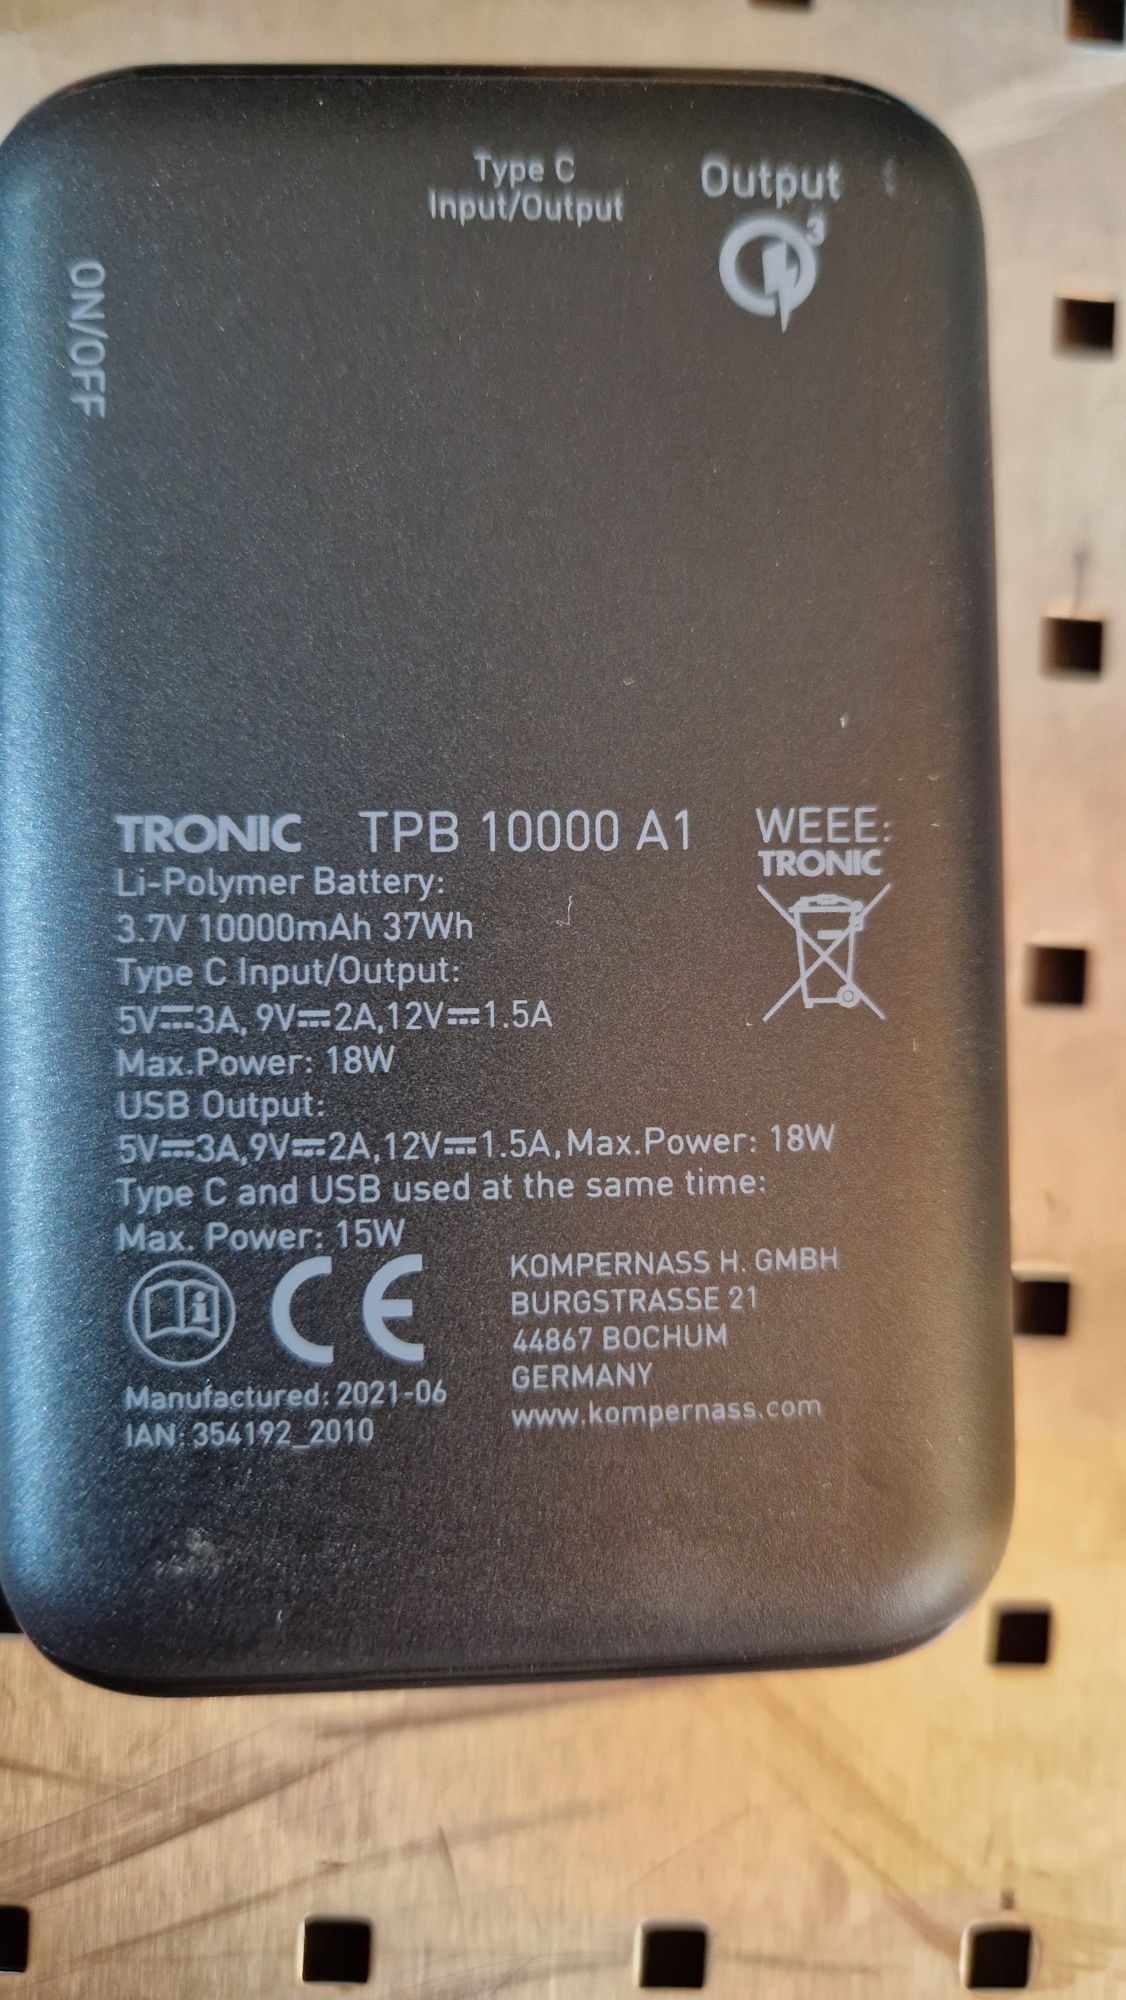 Type C
Input/Output
Output
3
ON/OFF
TRONIC TPB 10000 A1
Li-Polymer Battery:
3.7V 10000mAh 37Wh
Type C Input/Output:
5V⎓3A, 9V⎓2A,12V⎓1.5A
Max.Power: 18W
USB Output:
5V⎓3A,9V⎓2A,12V⎓1.5A,Max.Power: 18W
Type C and USB used at the same time:
Max. Power: 15W
WEEE:
TRONIC
CE
Manufactured: 2021-06
IAN: 354192_2010
KOMPERNASS H. GMBH
BURGSTRASSE 21
44867 BOCHUM
GERMANY
www.kompernass.com